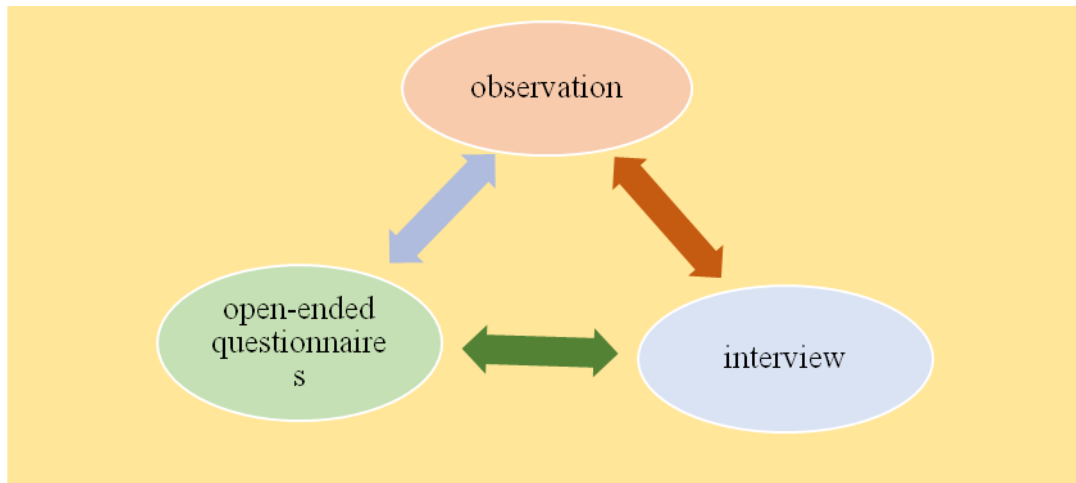 observation
open-ended
questionnaire
s
interview